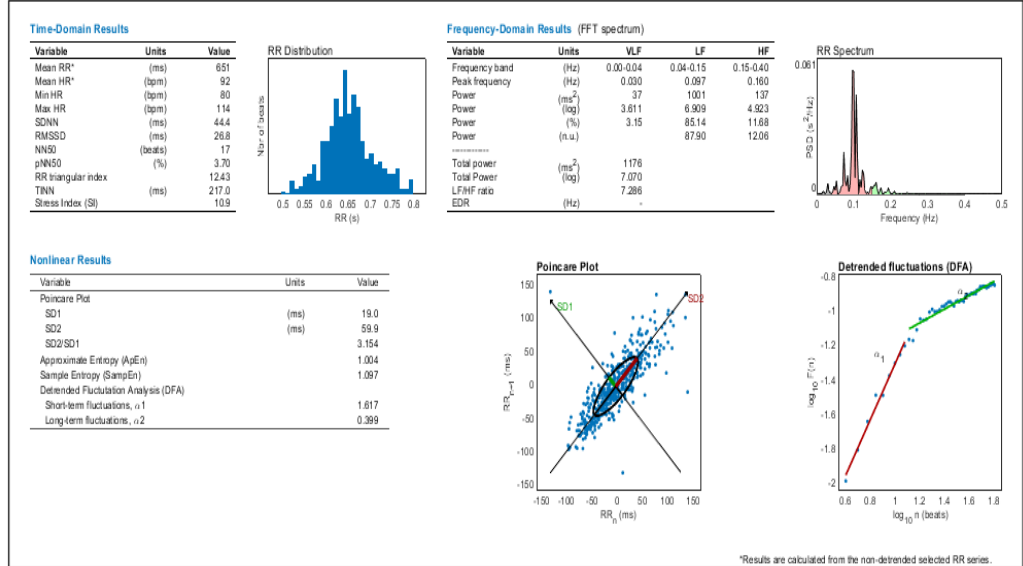 Time-Domain Results
Variable Units Value
Mean RR* (ms) 651
Mean HR* (bpm) 92
Min HR (bpm) 80
Max HR (bpm) 114
SDNN (ms) 44.4
RMSSD (ms) 26.8
NN50 (beats) 17
pNN50 (%) 3.70
RR triangular index 12.43
TINN (ms) 217.0
Stress Index (SI) 10.9
RR Distribution
Nbr of beats
0.5 0.55 0.6 0.65 0.7 0.75 0.8
RR (s)
Frequency-Domain Results (FFT spectrum)
Variable Units VLF LF HF
Frequency band (Hz) 0.00-0.04 0.04-0.15 0.15-0.40
Peak frequency (Hz) 0.030 0.097 0.160
Power (ms²) 37 1001 137
Power (log) 3.611 6.909 4.923
Power (%) 3.15 85.14 11.68
Power (n.u.) 87.90 12.06
-------------
Total power (ms²) 1176
Total Power (log) 7.070
LF/HF ratio 7.286
EDR (Hz) -
RR Spectrum
0.061
0
PSD (s²/Hz)
0 0.1 0.2 0.3 0.4 0.5
Frequency (Hz)
Nonlinear Results
Variable Units Value
Poincare Plot
SD1 (ms) 19.0
SD2 (ms) 59.9
SD2/SD1 3.154
Approximate Entropy (ApEn) 1.004
Sample Entropy (SampEn) 1.097
Detrended Fluctutation Analysis (DFA)
Short-term fluctuations, α1 1.617
Long-term fluctuations, α2 0.399
Poincare Plot
SD1
SD2
150
100
50
0
-50
-100
-150
RRn+1 (ms)
-150 -100 -50 0 50 100 150
RRn (ms)
Detrended fluctuations (DFA)
-0.8
-1
-1.2
-1.4
-1.6
-1.8
-2
log10 F(n)
α2
α1
0.6 0.8 1 1.2 1.4 1.6 1.8
log10 n (beats)
*Results are calculated from the non-detrended selected RR series.